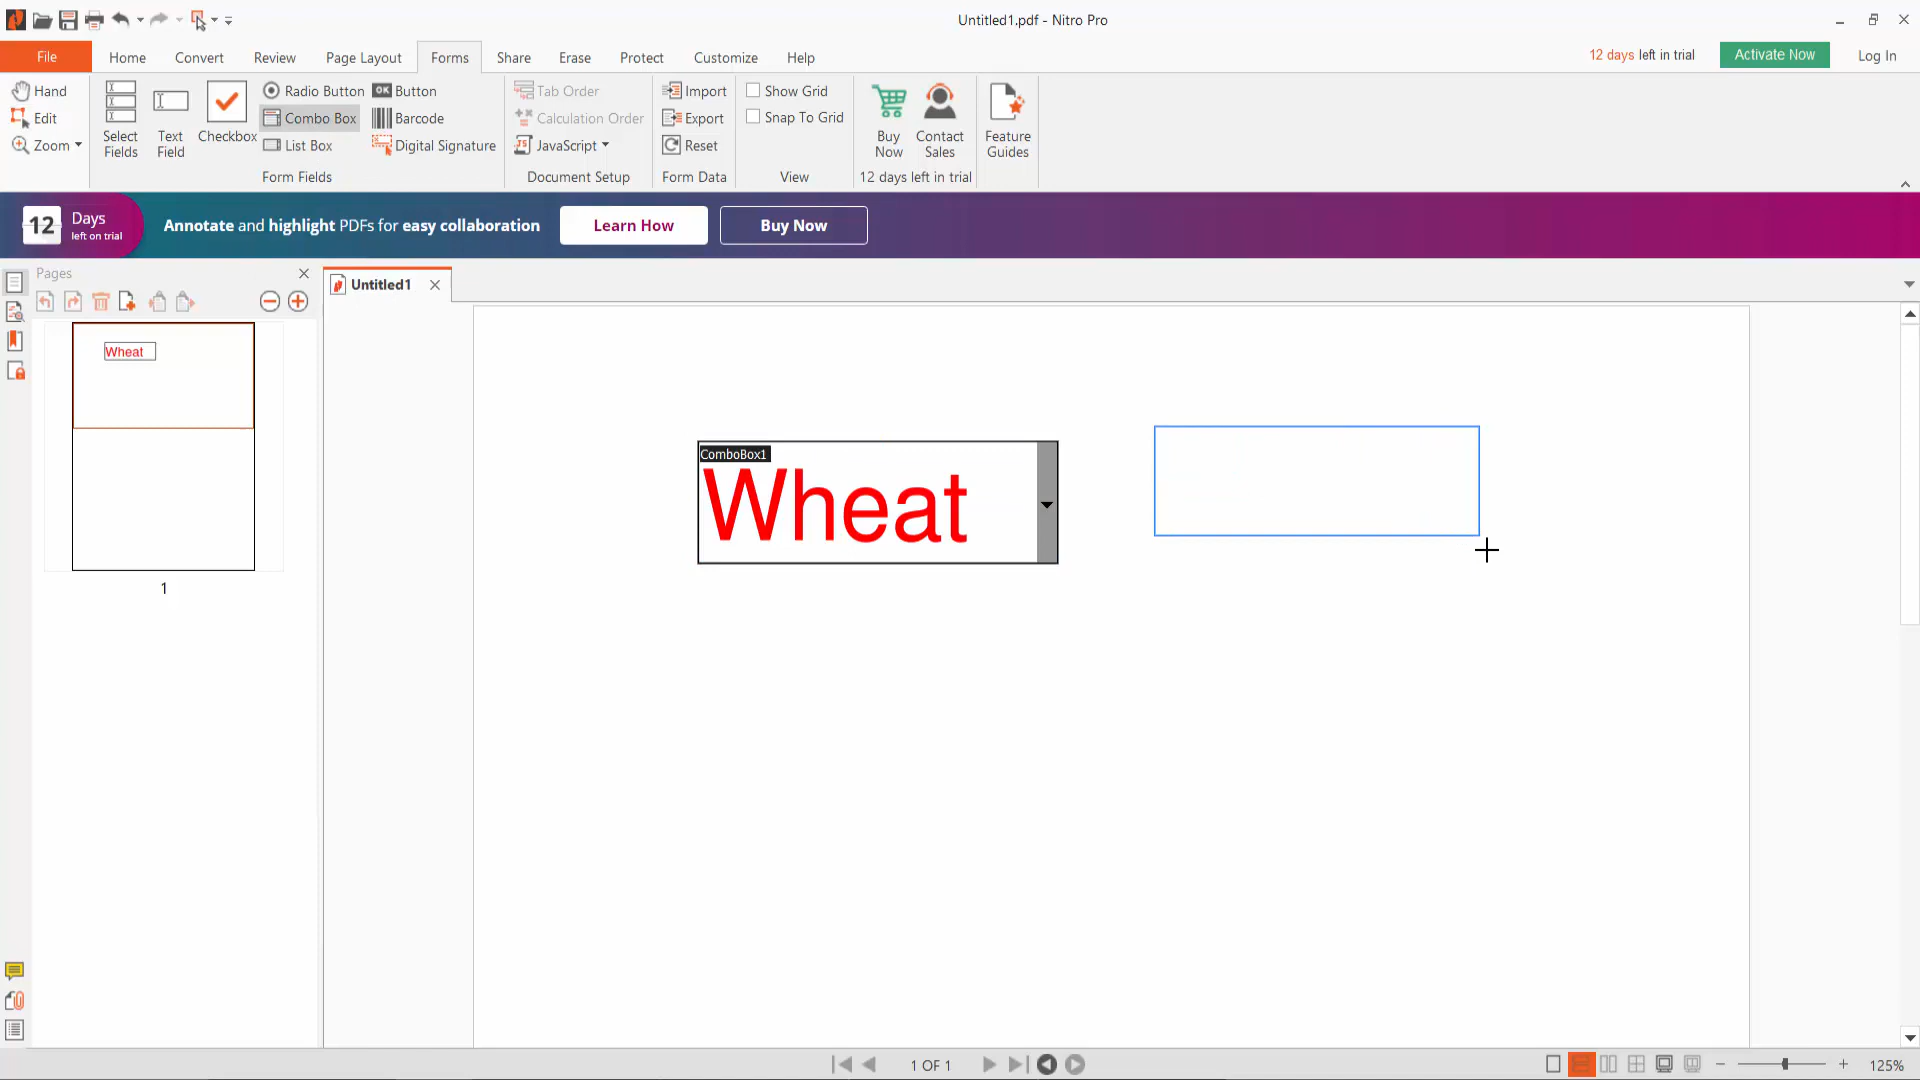 Untitled1.pdf - Nitro Pro
File Home Convert Review Page Layout Forms Share Erase Protect Customize Help
12 days left in trial Activate Now Log In
Hand
Edit
Zoom
Select Fields
Text Field
Checkbox
Radio Button
Combo Box
List Box
OK Button
Barcode
Digital Signature
Form Fields
Tab Order
Calculation Order
JavaScript
Document Setup
Import
Export
Reset
Form Data
Show Grid
Snap To Grid
View
Buy Now
Contact Sales
12 days left in trial
Feature Guides
12 Days left on trial
Annotate and highlight PDFs for easy collaboration
Learn How
Buy Now
Pages
Untitled1
Wheat
1
ComboBox1
Wheat
1 OF 1
125%